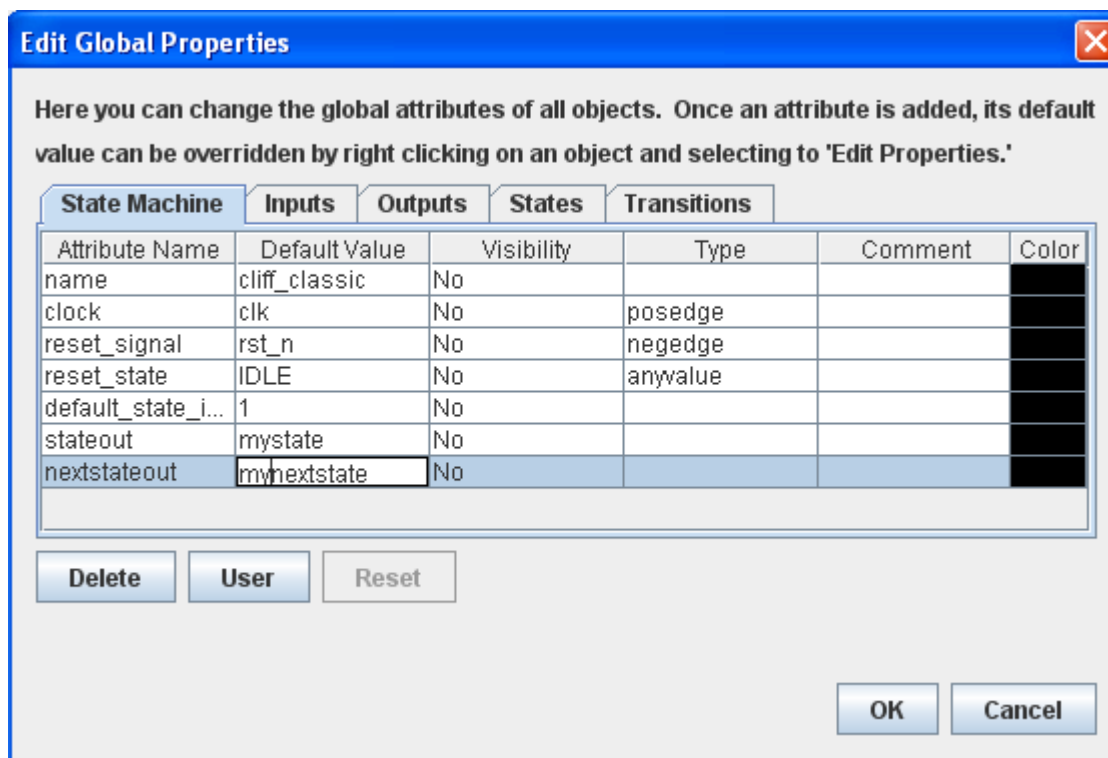 Edit Global Properties
Here you can change the global attributes of all objects.  Once an attribute is added, its default
value can be overridden by right clicking on an object and selecting to 'Edit Properties.'
State Machine Inputs Outputs States Transitions
Attribute Name Default Value Visibility Type Comment Color
name cliff_classic No
clock clk No posedge
reset_signal rst_n No negedge
reset_state IDLE No anyvalue
default_state_i... 1 No
stateout mystate No
nextstateout mynextstate No
Delete User Reset
OK Cancel